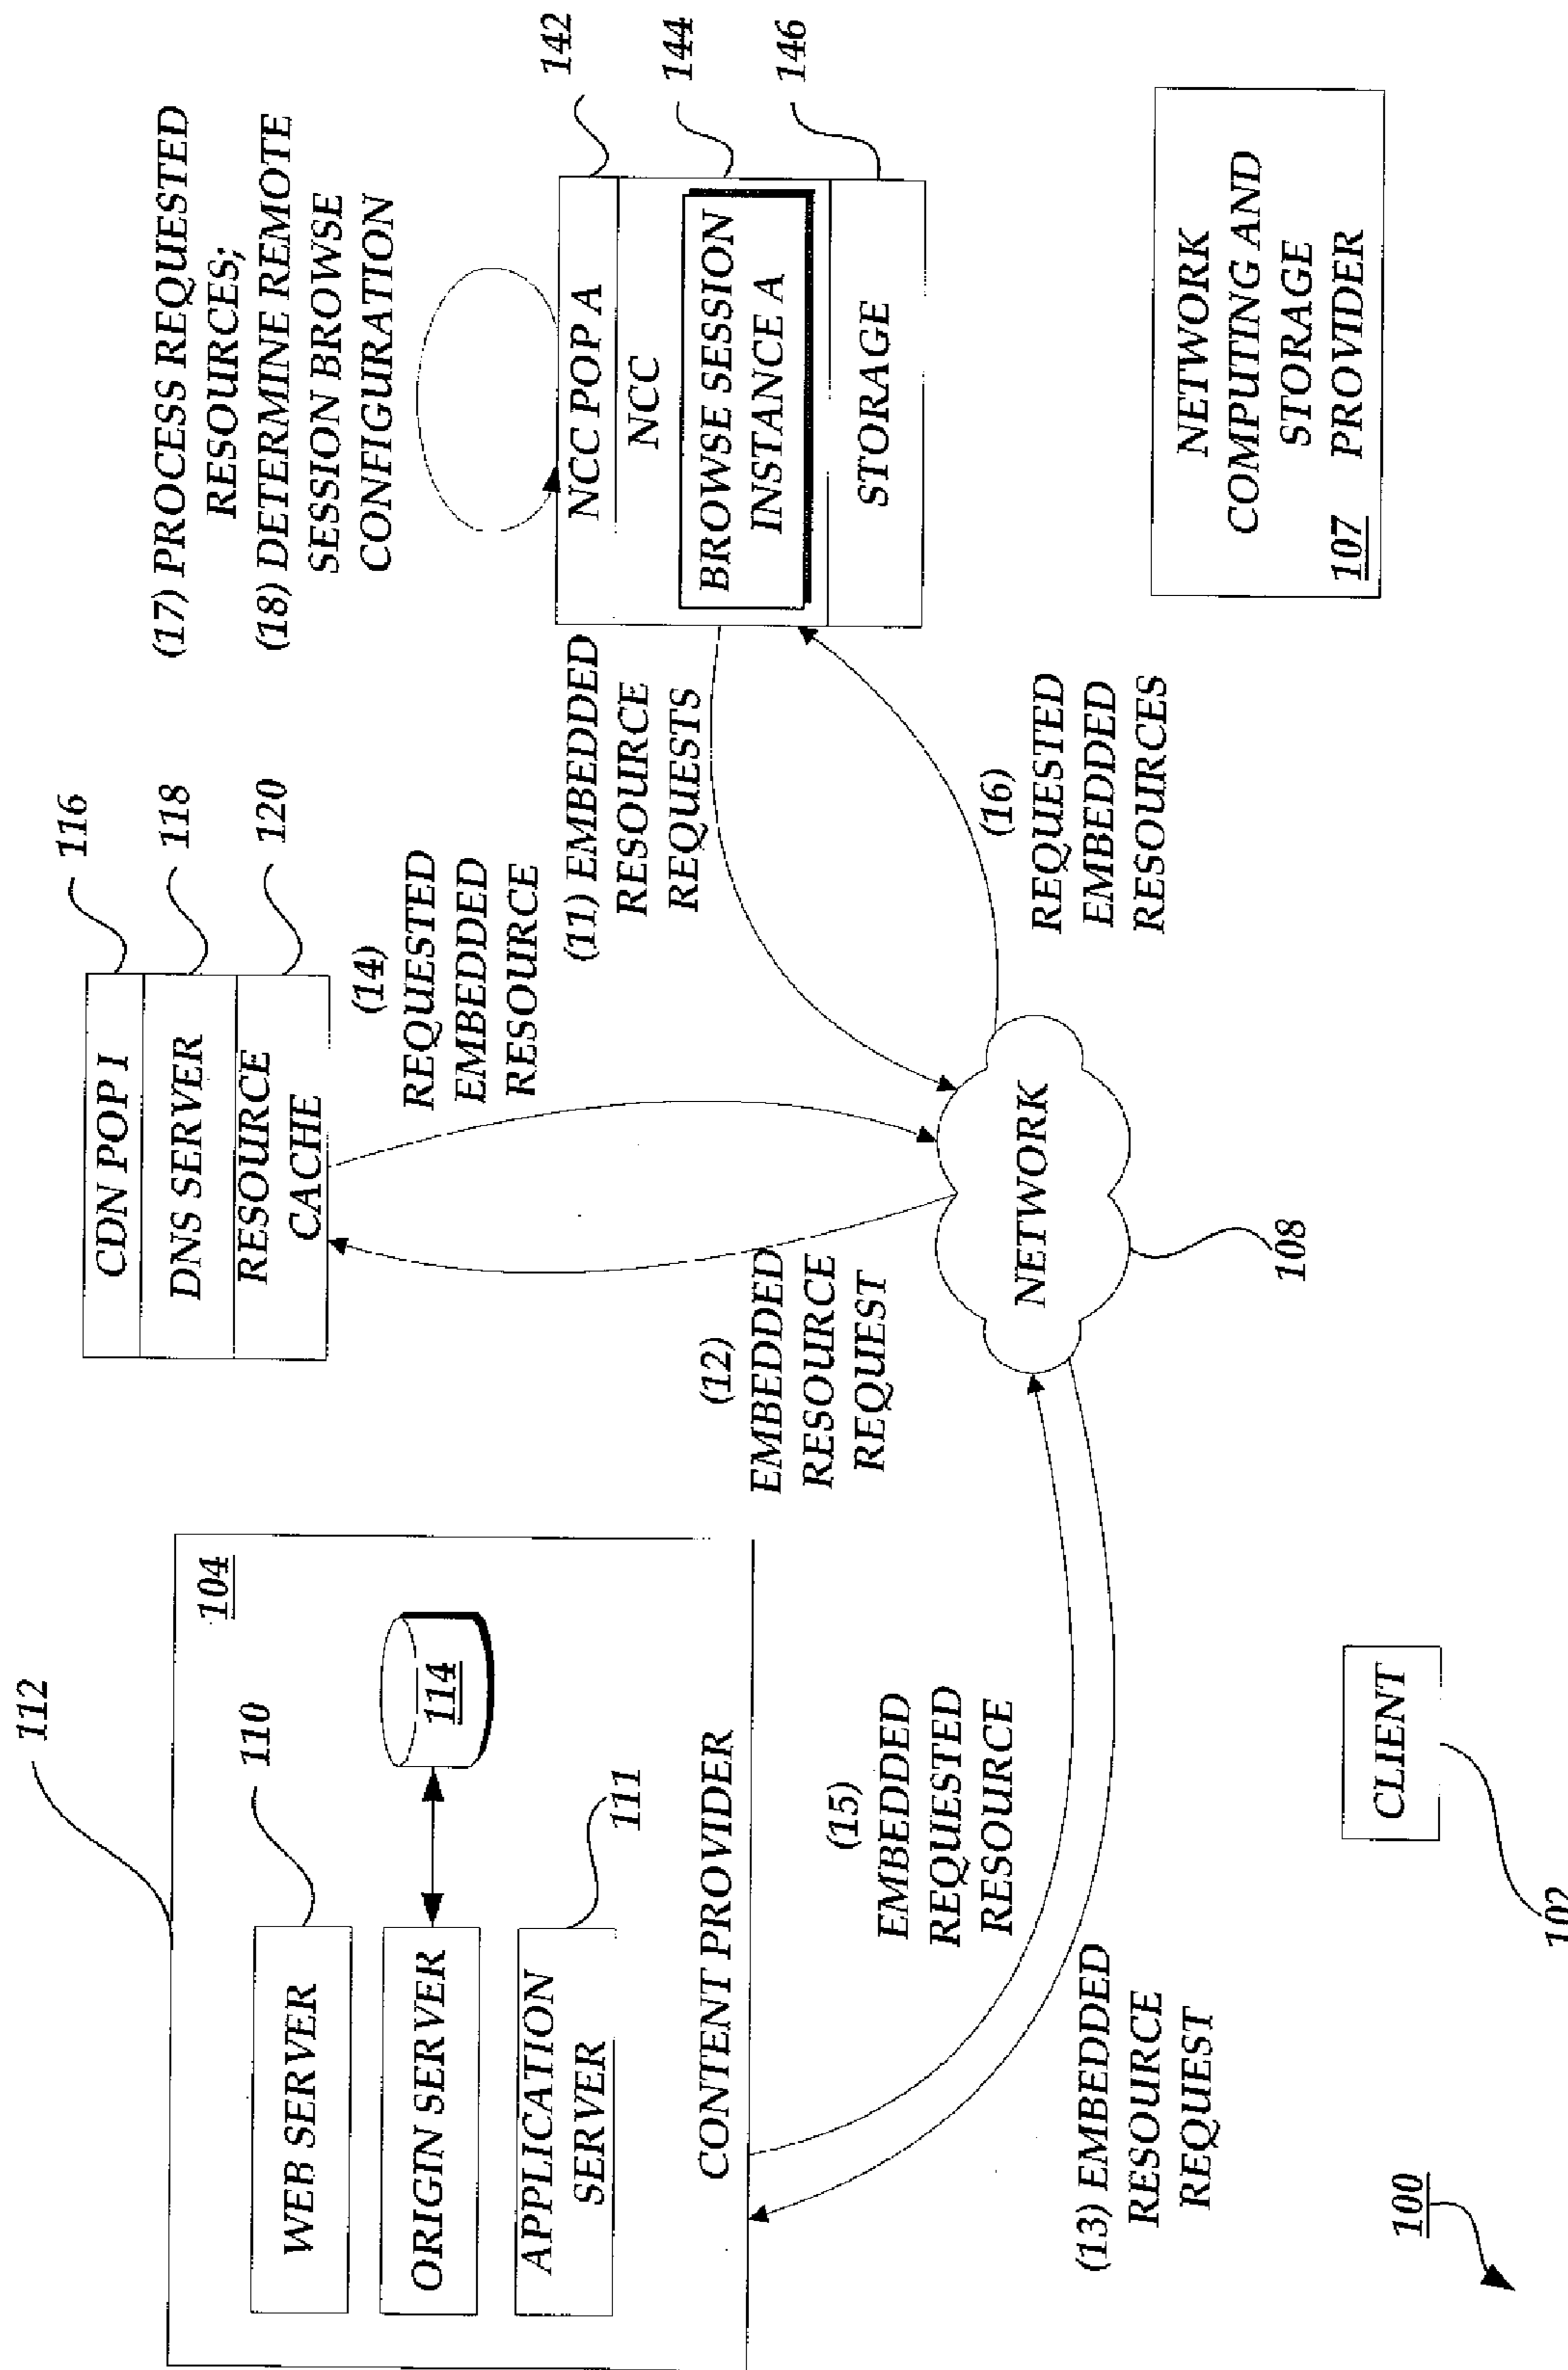 112
104
110
WEB SERVER
ORIGIN SERVER
114
APPLICATION
SERVER
111
CONTENT PROVIDER
116
118
120
CDN POP I
DNS SERVER
RESOURCE
CACHE
(17) PROCESS REQUESTED
RESOURCES;
(18) DETERMINE REMOTE
SESSION BROWSE
CONFIGURATION
142
144
146
NCC POP A
NCC
BROWSE SESSION
INSTANCE A
STORAGE
(14)
REQUESTED
EMBEDDED
RESOURCE
(11) EMBEDDED
RESOURCE
REQUESTS
(12)
EMBEDDED
RESOURCE
REQUEST
(16)
REQUESTED
EMBEDDED
RESOURCES
NETWORK
108
(15)
EMBEDDED
REQUESTED
RESOURCE
(13) EMBEDDED
RESOURCE
REQUEST
NETWORK
COMPUTING AND
STORAGE
107 PROVIDER
CLIENT
102
100